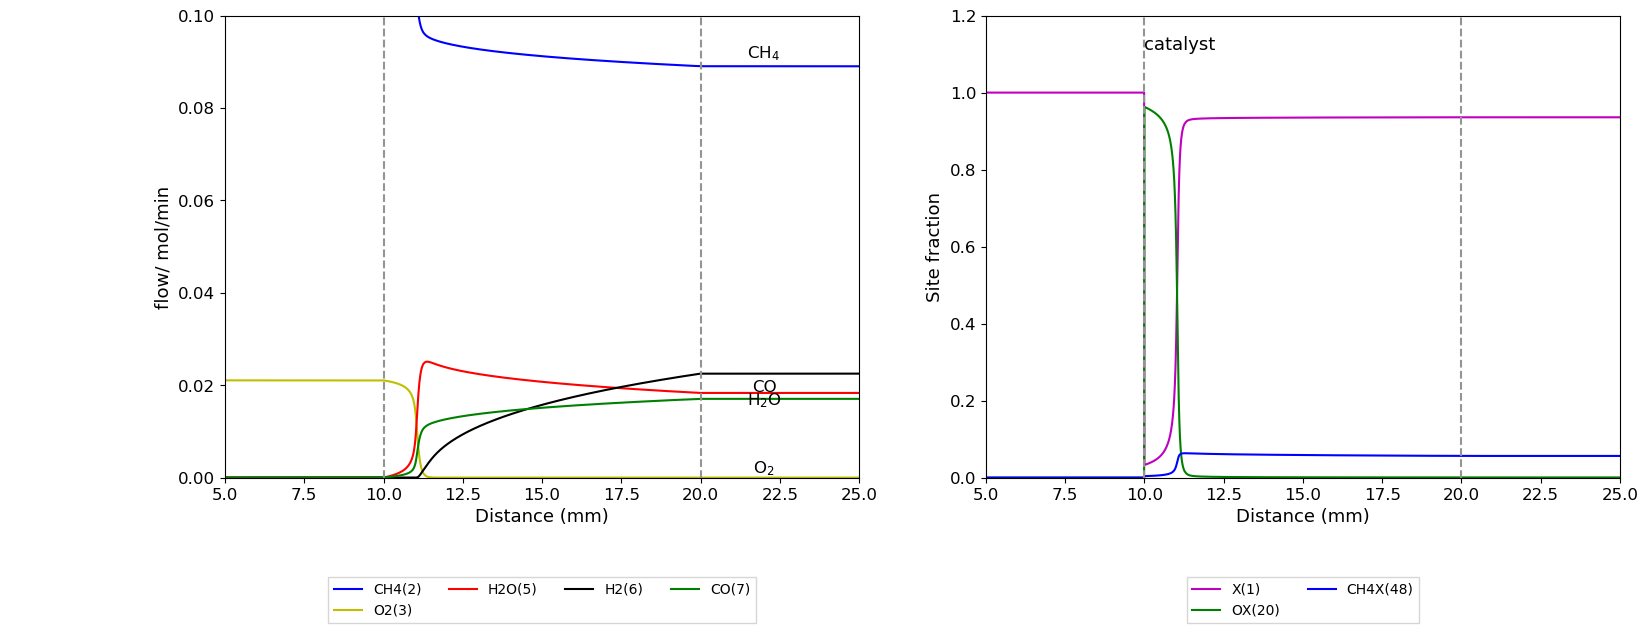 0.10
0.08
0.06
0.04
0.02
0.00
flow/ mol/min
CH₄
CO
H₂O
O₂
5.0 7.5 10.0 12.5 15.0 17.5 20.0 22.5 25.0
Distance (mm)
CH4(2) H2O(5) H2(6) CO(7)
O2(3)
1.2
1.0
0.8
0.6
0.4
0.2
0.0
Site fraction
catalyst
5.0 7.5 10.0 12.5 15.0 17.5 20.0 22.5 25.0
Distance (mm)
X(1) CH4X(48)
OX(20)